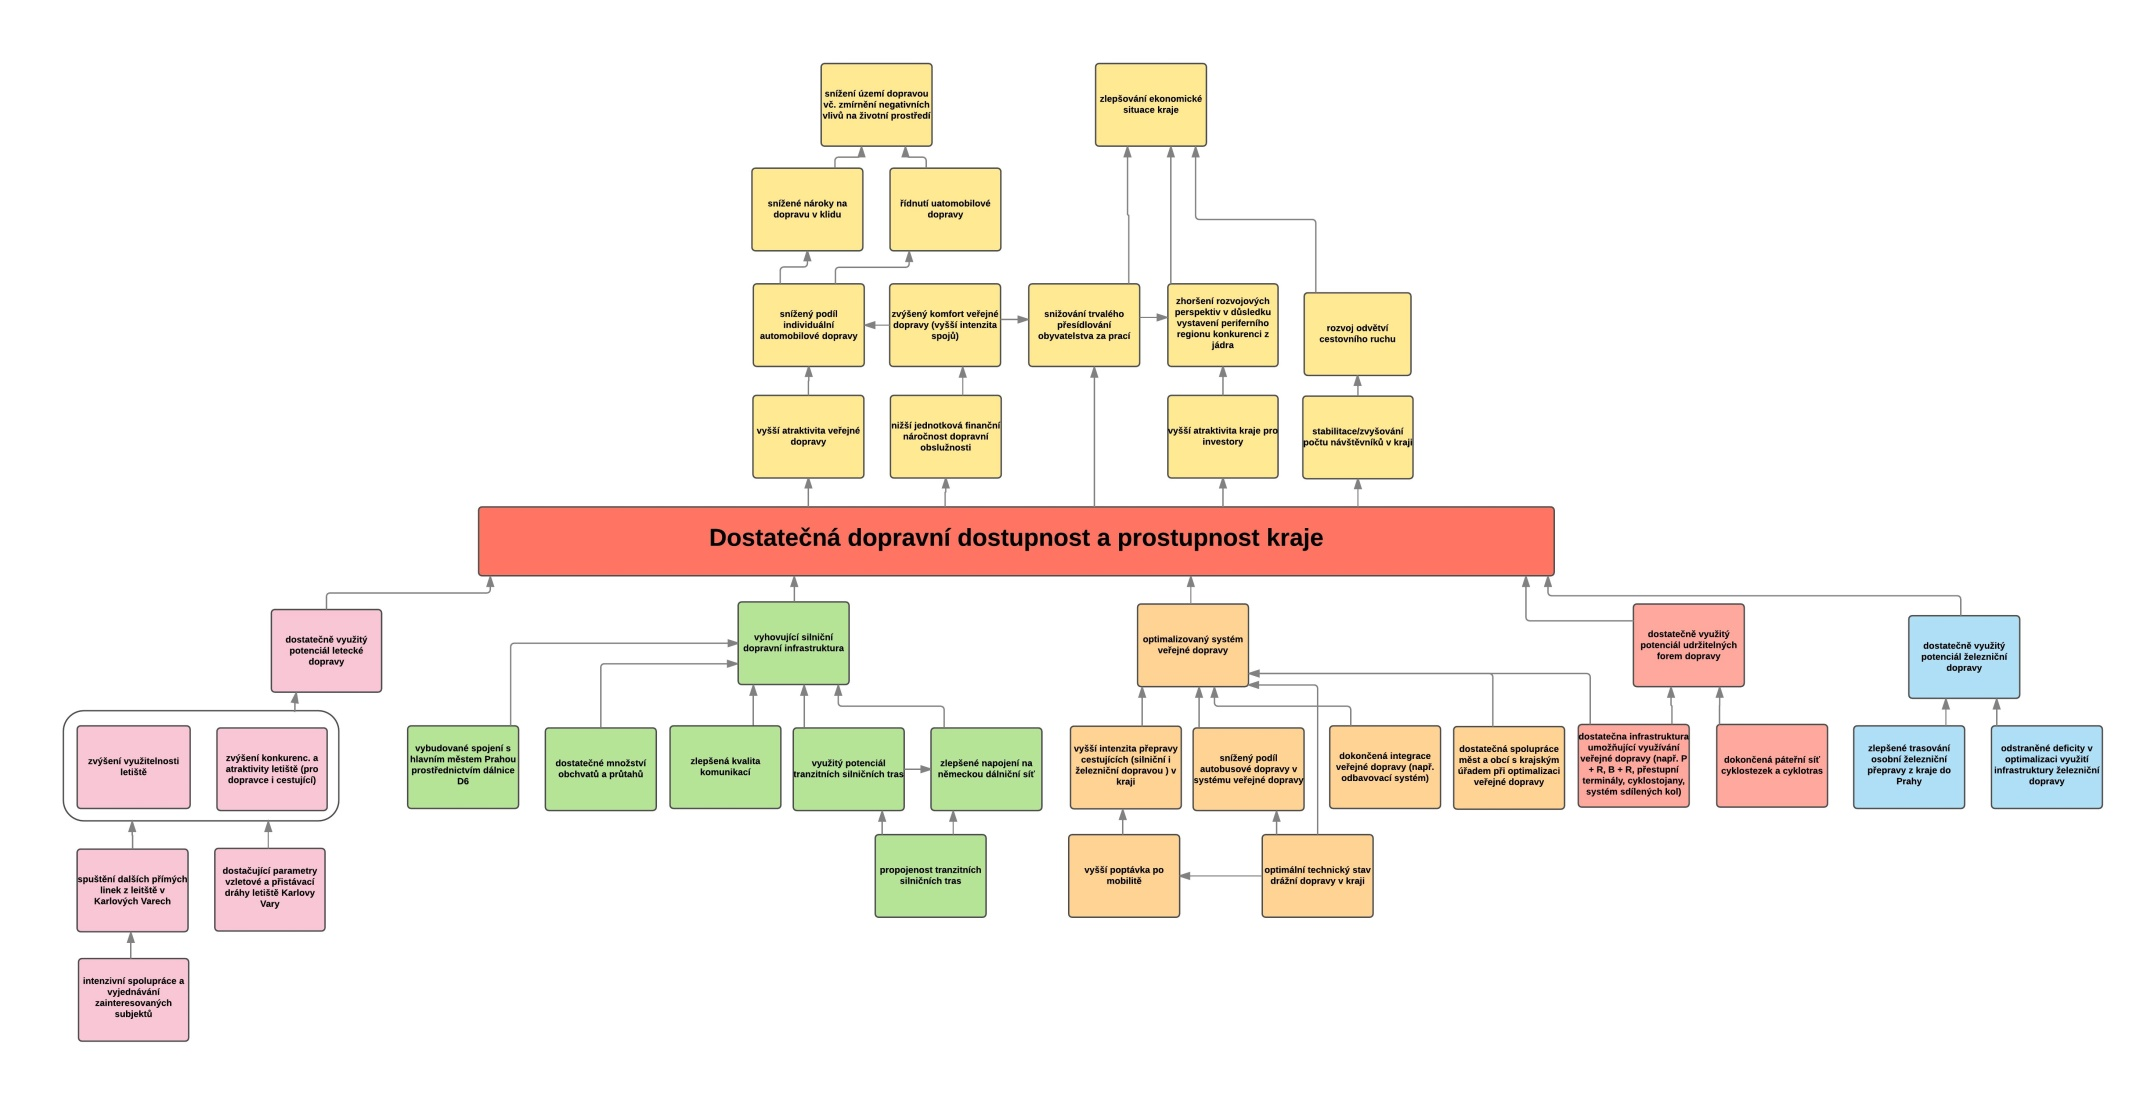 snížení území dopravou
vč. zmírnění negativních
vlivů na životní prostředí
zlepšování ekonomické
situace kraje
snížené nároky na
dopravu v klidu
řídnutí uatomobilové
dopravy
snížený podíl
individuální
automobilové dopravy
zvýšený komfort veřejné
dopravy (vyšší intenzita
spojů)
snižování trvalého
přesídlování
obyvatelstva za prací
zhoršení rozvojových
perspektiv v důsledku
vystavení periferního
regionu konkurenci z
jádra
rozvoj odvětví
cestovního ruchu
vyšší atraktivita veřejné
dopravy
nižší jednotková finanční
náročnost dopravní
obslužnosti
vyšší atraktivita kraje pro
investory
stabilitace/zvyšování
počtu návštěvníků v kraji
Dostatečná dopravní dostupnost a prostupnost kraje
dostatečně využitý
potenciál letecké
dopravy
vyhovující silniční
dopravní infrastruktura
optimalizovaný systém
veřejné dopravy
dostatečně využitý
potenciál udržitelných
forem dopravy
dostatečně využitý
potenciál železniční
dopravy
zvýšení využitelnosti
letiště
zvýšení konkurenc. a
atraktivity letiště (pro
dopravce i cestující)
vybudované spojení s
hlavním městem Prahou
prostřednictvím dálnice
D6
dostatečné množství
obchvatů a průtahů
zlepšená kvalita
komunikací
využitý potenciál
tranzitních silničních tras
zlepšené napojení na
německou dálniční síť
vyšší intenzita přepravy
cestujících (silniční i
železniční dopravou ) v
kraji
snížený podíl
autobusové dopravy v
systému veřejné dopravy
dokončená integrace
veřejné dopravy (např.
odbavovací systém)
dostatečná spolupráce
měst a obcí s krajským
úřadem při optimalizaci
veřejné dopravy
dostatečna infrastruktura
umožňující využívání
veřejné dopravy (např. P
+ R, B + R, přestupní
terminály, cyklostojany,
systém sdílených kol)
dokončená páteřní síť
cyklostezek a cyklotras
zlepšené trasování
osobní železniční
přepravy z kraje do
Prahy
odstraněné deficity v
optimalizaci využití
infrastruktury železniční
dopravy
spuštění dalších přímých
linek z leiště v
Karlových Varech
dostačující parametry
vzletové a přistávací
dráhy letiště Karlovy
Vary
propojenost tranzitních
silničních tras
vyšší poptávka po
mobilitě
optimální technický stav
drážní dopravy v kraji
intenzivní spolupráce a
vyjednávání
zainteresovaných
subjektů